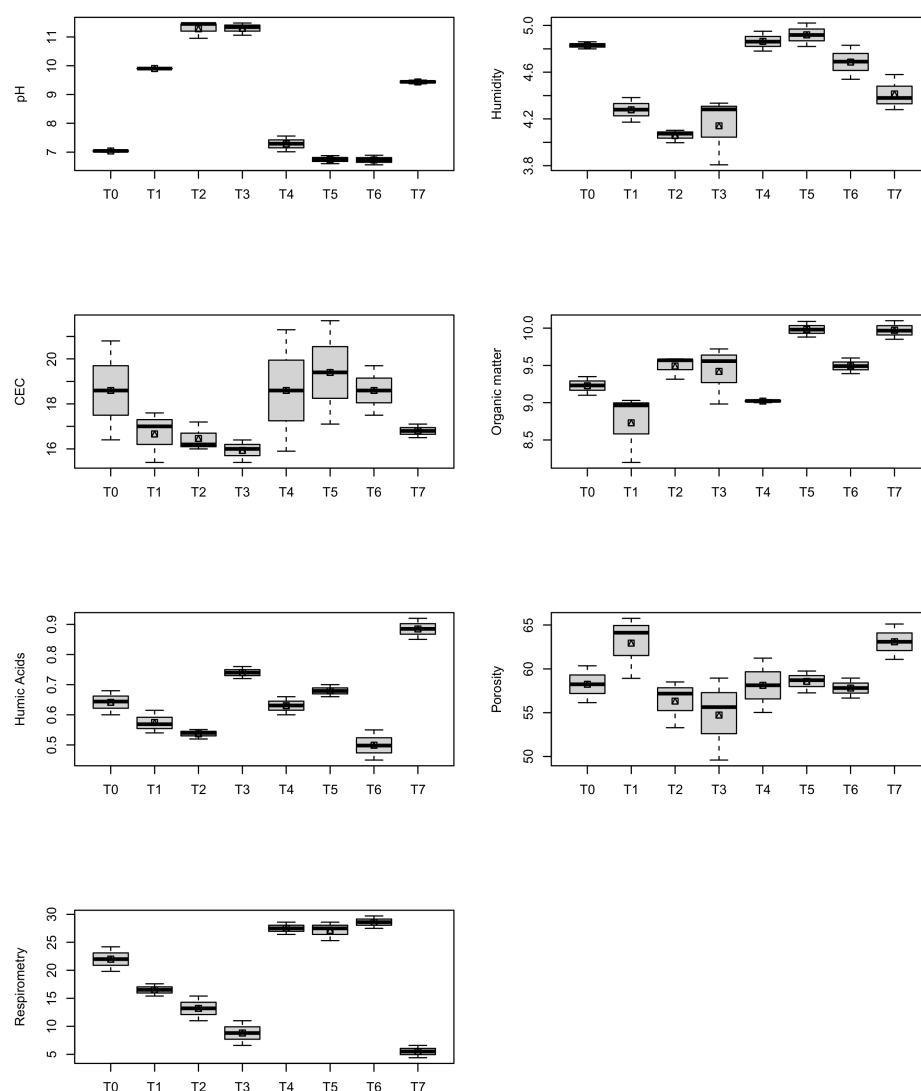 pH
11
10
9
8
7
T0 T1 T2 T3 T4 T5 T6 T7
Humidity
5.0
4.6
4.2
3.8
T0 T1 T2 T3 T4 T5 T6 T7
CEC
20
18
16
T0 T1 T2 T3 T4 T5 T6 T7
Organic matter
10.0
9.5
9.0
8.5
T0 T1 T2 T3 T4 T5 T6 T7
Humic Acids
0.9
0.8
0.7
0.6
0.5
T0 T1 T2 T3 T4 T5 T6 T7
Porosity
65
60
55
50
T0 T1 T2 T3 T4 T5 T6 T7
Respirometry
30
25
20
15
10
5
T0 T1 T2 T3 T4 T5 T6 T7